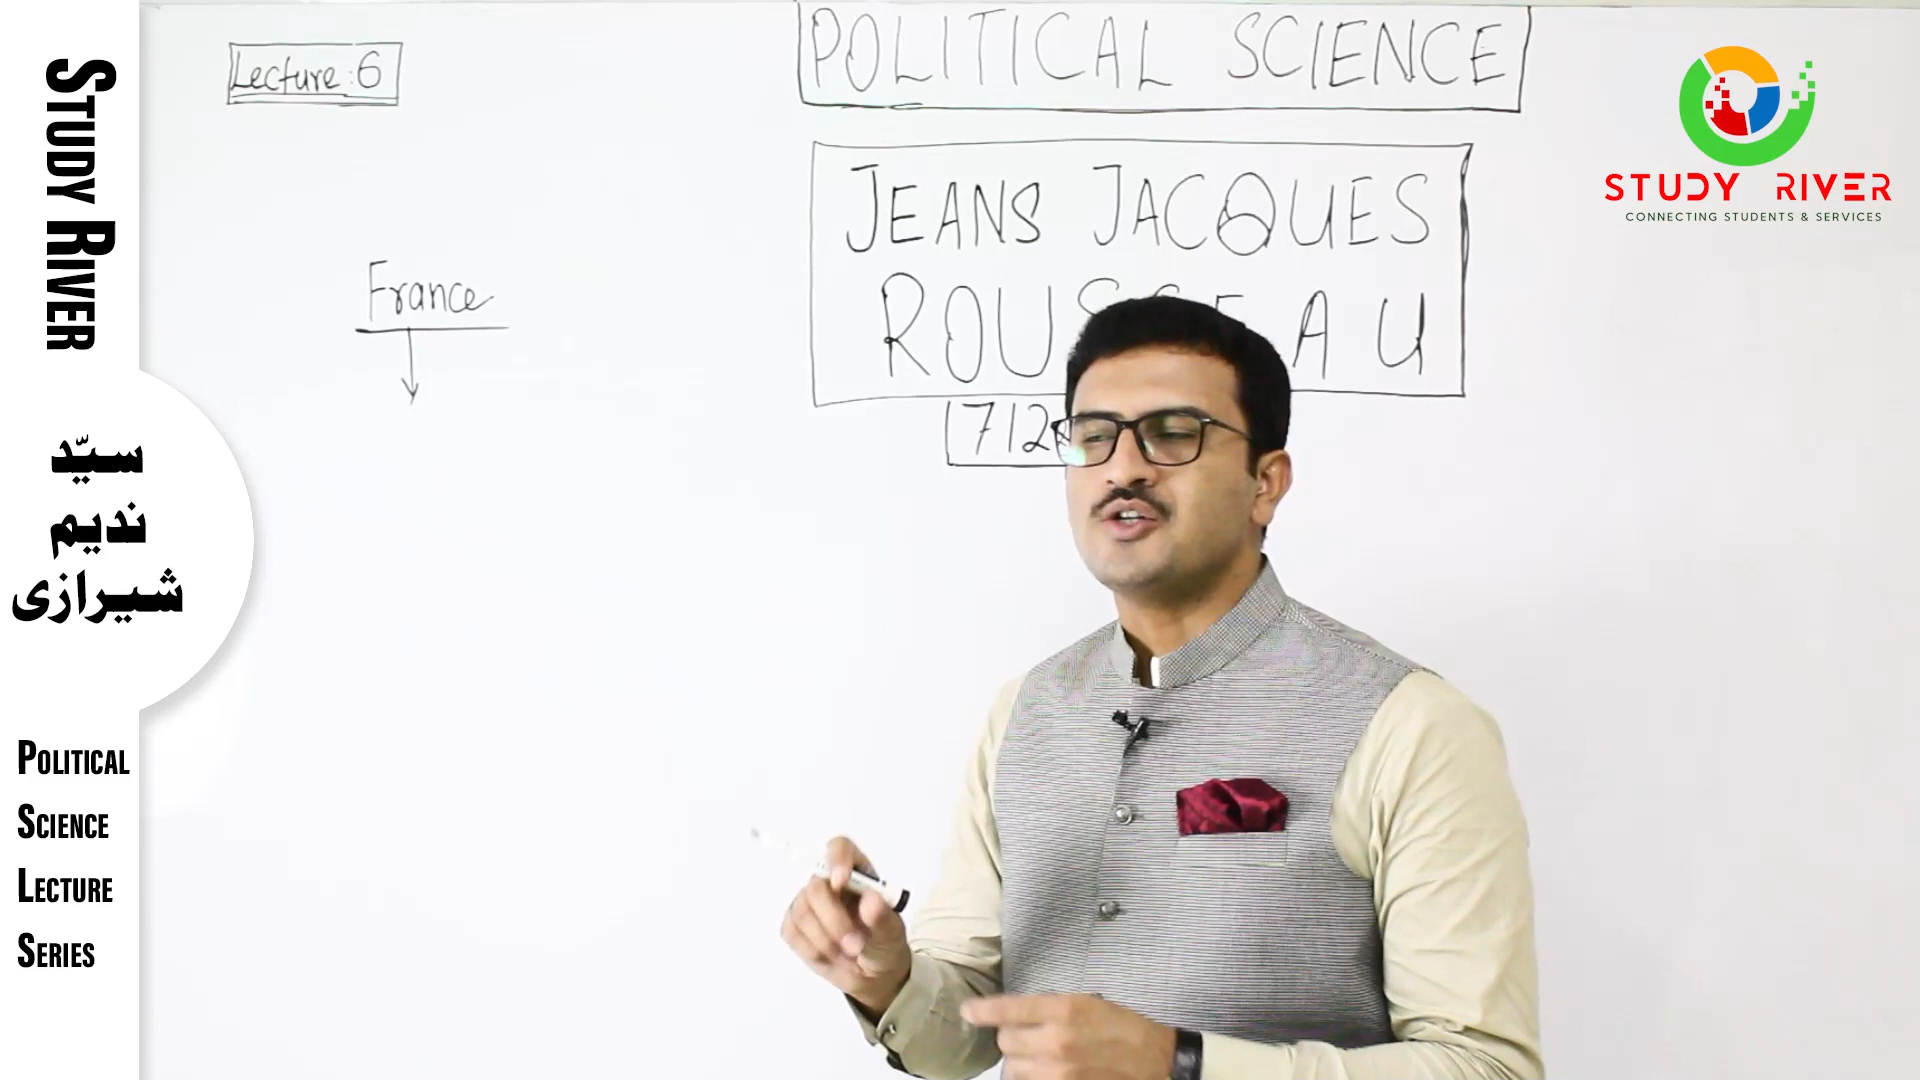 STUDY RIVER
سیّد
ندیم
شیرازی
POLITICAL
SCIENCE
LECTURE
SERIES
Lecture: 6
POLITICAL SCIENCE
JEANS JACQUES
France
1712
STUDY RIVER
CONNECTING STUDENTS & SERVICES